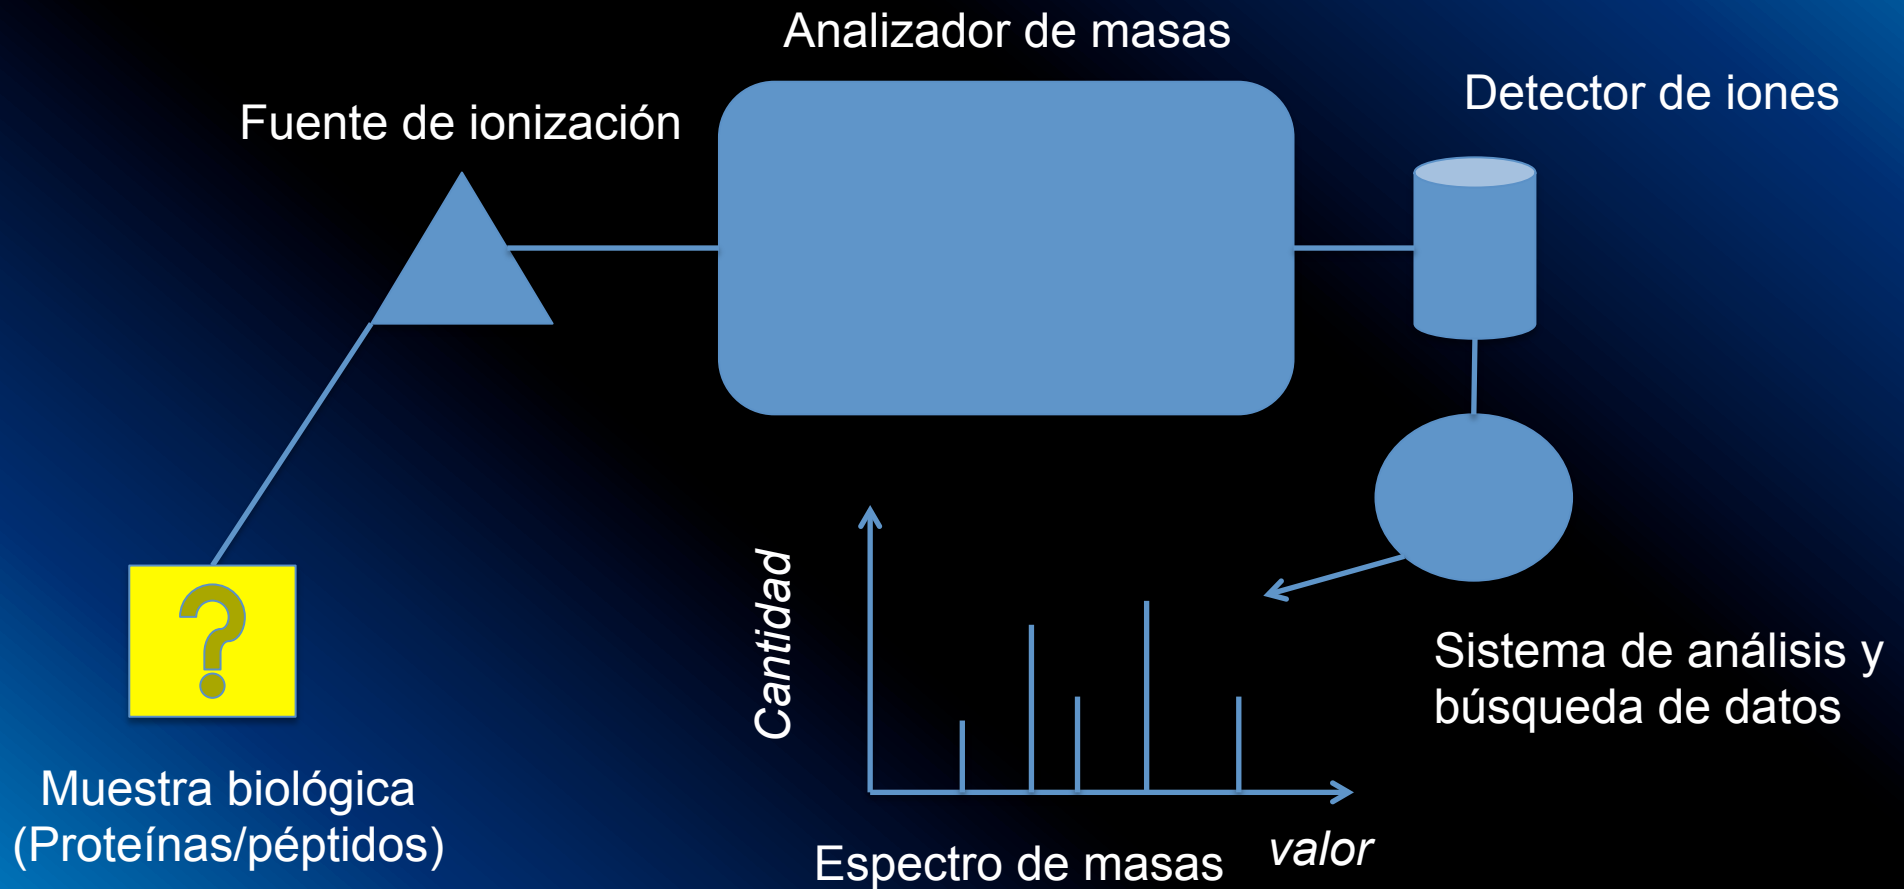 Analizador de masas
Fuente de ionización
Detector de iones
?
Muestra biológica
(Proteínas/péptidos)
Cantidad
valor
Espectro de masas
Sistema de análisis y
búsqueda de datos